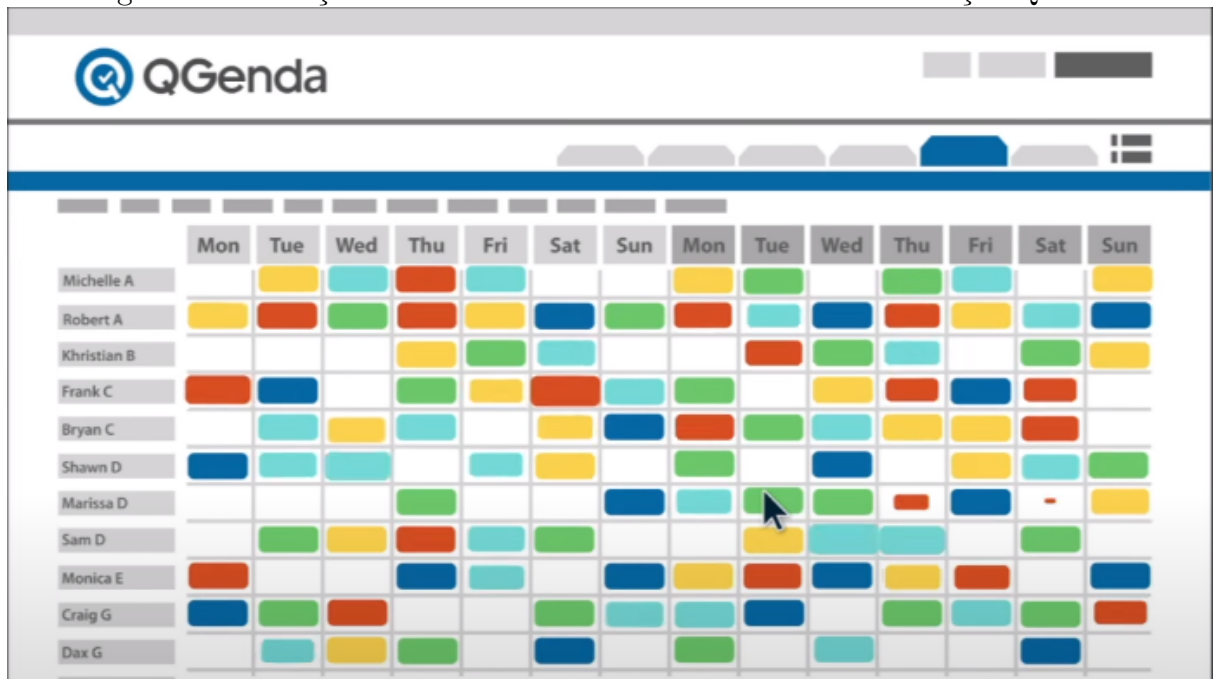 QGenda
Mon Tue Wed Thu Fri Sat Sun Mon Tue Wed Thu Fri Sat Sun
Michelle A
Robert A
Khristian B
Frank C
Bryan C
Shawn D
Marissa D
Sam D
Monica E
Craig G
Dax G